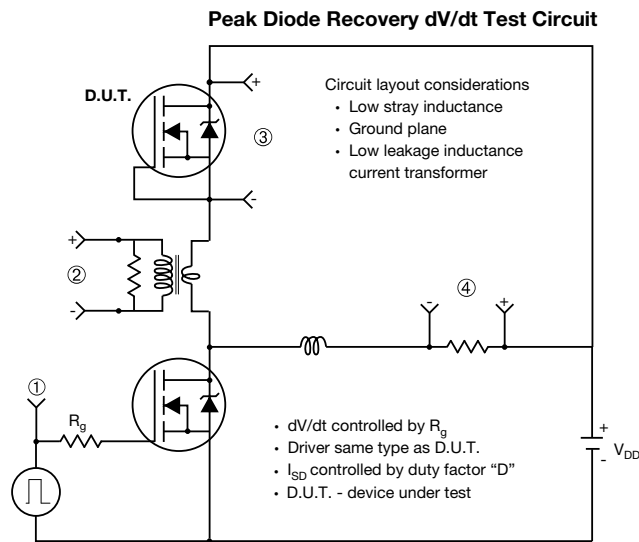 Peak Diode Recovery dV/dt Test Circuit
D.U.T.
+
-
③
Circuit layout considerations
• Low stray inductance
• Ground plane
• Low leakage inductance
current transformer
+
②
-
-
④
+
①
Rg
• dV/dt controlled by Rg
• Driver same type as D.U.T.
• ISD controlled by duty factor “D”
• D.U.T. - device under test
+
VDD
-